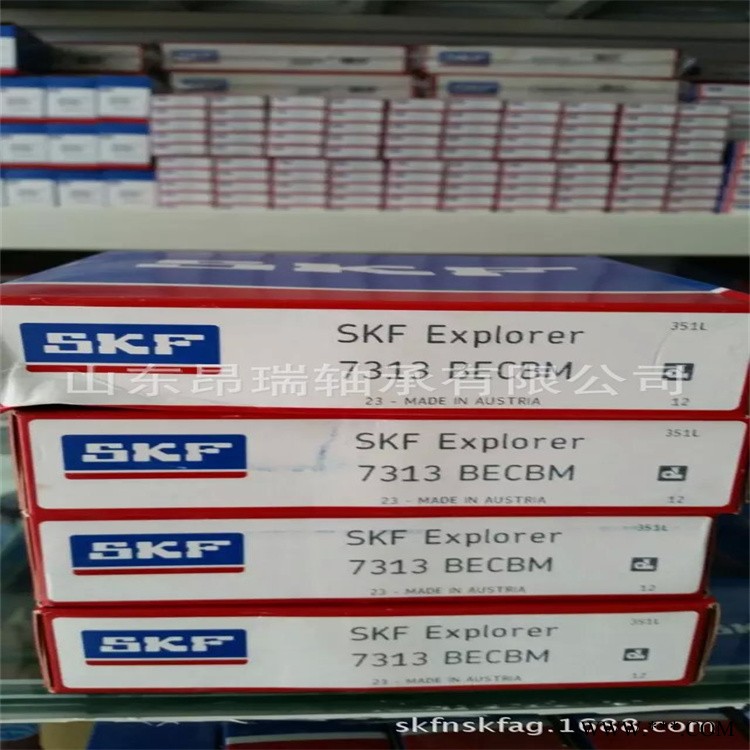 SKF
SKF
SKF Explorer
351L
7313 BECBM
山东昂瑞轴承有限公司
23 - MADE IN AUSTRIA
12
SKF
SKF Explorer
351L
7313 BECBM
23 - MADE IN AUSTRIA
12
SKF
SKF Explorer
351L
7313 BECBM
23 - MADE IN AUSTRIA
12
SKF
SKF Explorer
351L
7313 BECBM
23 - MADE IN AUSTRIA
12
skfnskfag.1688.com